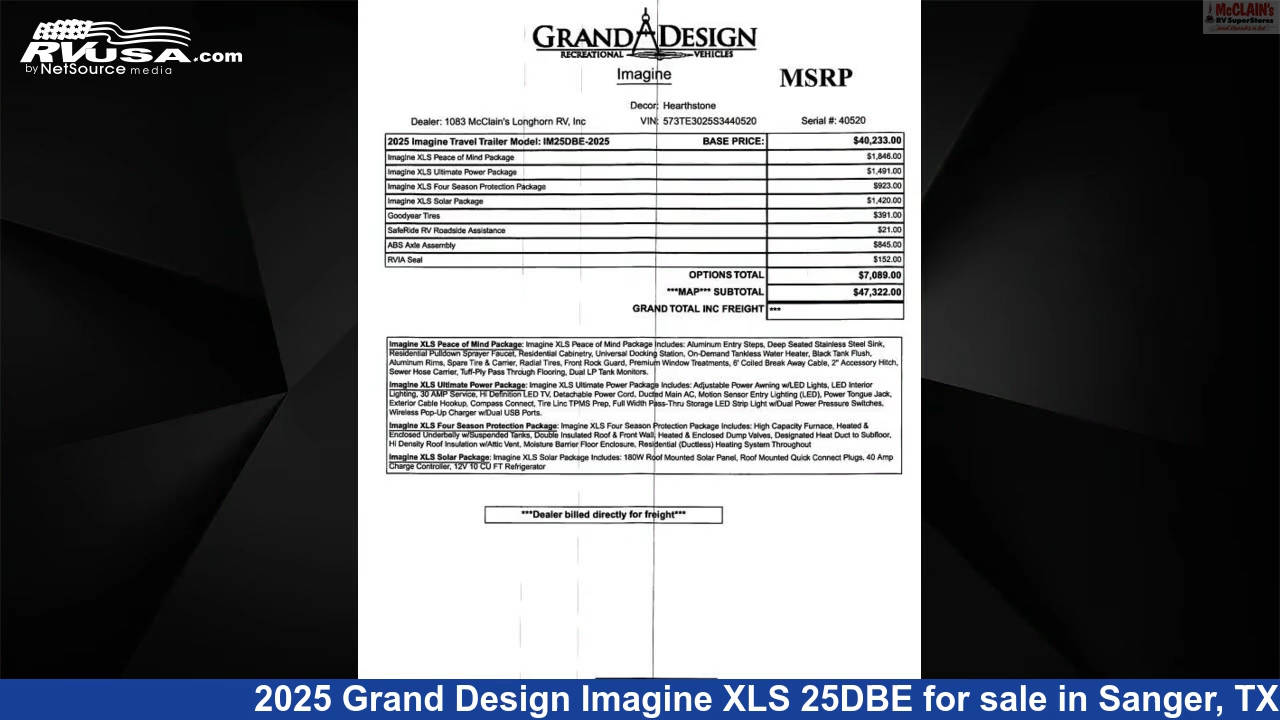 RVUSA.com
by NetSource media
McCLAIN'S
RV SuperStores
GRAND DESIGN
RECREATIONAL VEHICLES
Imagine
MSRP
Decor: Hearthstone
Dealer: 1083 McClain's Longhorn RV, Inc VIN: 573TE3025S3440520 Serial #: 40520
2025 Imagine Travel Trailer Model: IM25DBE-2025 BASE PRICE: $40,233.00
Imagine XLS Peace of Mind Package $1,846.00
Imagine XLS Ultimate Power Package $1,491.00
Imagine XLS Four Season Protection Package $923.00
Imagine XLS Solar Package $1,420.00
Goodyear Tires $391.00
SafeRide RV Roadside Assistance $21.00
ABS Axle Assembly $845.00
RVIA Seal $152.00
OPTIONS TOTAL $7,089.00
***MAP*** SUBTOTAL $47,322.00
GRAND TOTAL INC FREIGHT ***
Imagine XLS Peace of Mind Package: Imagine XLS Peace of Mind Package Includes: Aluminum Entry Steps, Deep Seated Stainless Steel Sink,
Residential Pulldown Sprayer Faucet, Residential Cabinetry, Universal Docking Station, On-Demand Tankless Water Heater, Black Tank Flush,
Aluminum Rims, Spare Tire & Carrier, Radial Tires, Front Rock Guard, Premium Window Treatments, 6' Coiled Break Away Cable, 2" Accessory Hitch,
Sewer Hose Carrier, Tuff-Ply Pass Through Flooring, Dual LP Tank Monitors.
Imagine XLS Ultimate Power Package: Imagine XLS Ultimate Power Package Includes: Adjustable Power Awning w/LED Lights, LED Interior
Lighting, 30 AMP Service, Hi Definition LED TV, Detachable Power Cord, Ducted Main AC, Motion Sensor Entry Lighting (LED), Power Tongue Jack,
Exterior Cable Hookup, Compass Connect, Tire Linc TPMS Prep, Full Width Pass-Thru Storage LED Strip Light w/Dual Power Pressure Switches,
Wireless Pop-Up Charger w/Dual USB Ports.
Imagine XLS Four Season Protection Package: Imagine XLS Four Season Protection Package Includes: High Capacity Furnace, Heated &
Enclosed Underbelly w/Suspended Tanks, Double Insulated Roof & Front Wall, Heated & Enclosed Dump Valves, Designated Heat Duct to Subfloor,
Hi Density Roof Insulation w/Attic Vent, Moisture Barrier Floor Enclosure, Residential (Ductless) Heating System Throughout
Imagine XLS Solar Package: Imagine XLS Solar Package Includes: 180W Roof Mounted Solar Panel, Roof Mounted Quick Connect Plugs, 40 Amp
Charge Controller, 12V 10 CU FT Refrigerator
***Dealer billed directly for freight***
2025 Grand Design Imagine XLS 25DBE for sale in Sanger, TX